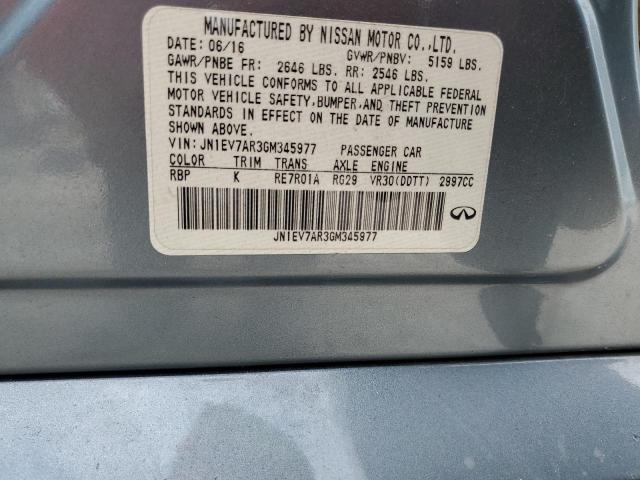 MANUFACTURED BY NISSAN MOTOR CO.,LTD.
DATE: 06/16 GVWR/PNBV: 5159 LBS.
GAWR/PNBE FR: 2646 LBS. RR: 2546 LBS.
THIS VEHICLE CONFORMS TO ALL APPLICABLE FEDERAL
MOTOR VEHICLE SAFETY, BUMPER, AND THEFT PREVENTION
STANDARDS IN EFFECT ON THE DATE OF MANUFACTURE
SHOWN ABOVE.
VIN: JN1EV7AR3GM345977 PASSENGER CAR
COLOR TRIM TRANS AXLE ENGINE
RBP K RE7R01A RG29 VR30(DDTT) 2997CC
JN1EV7AR3GM345977